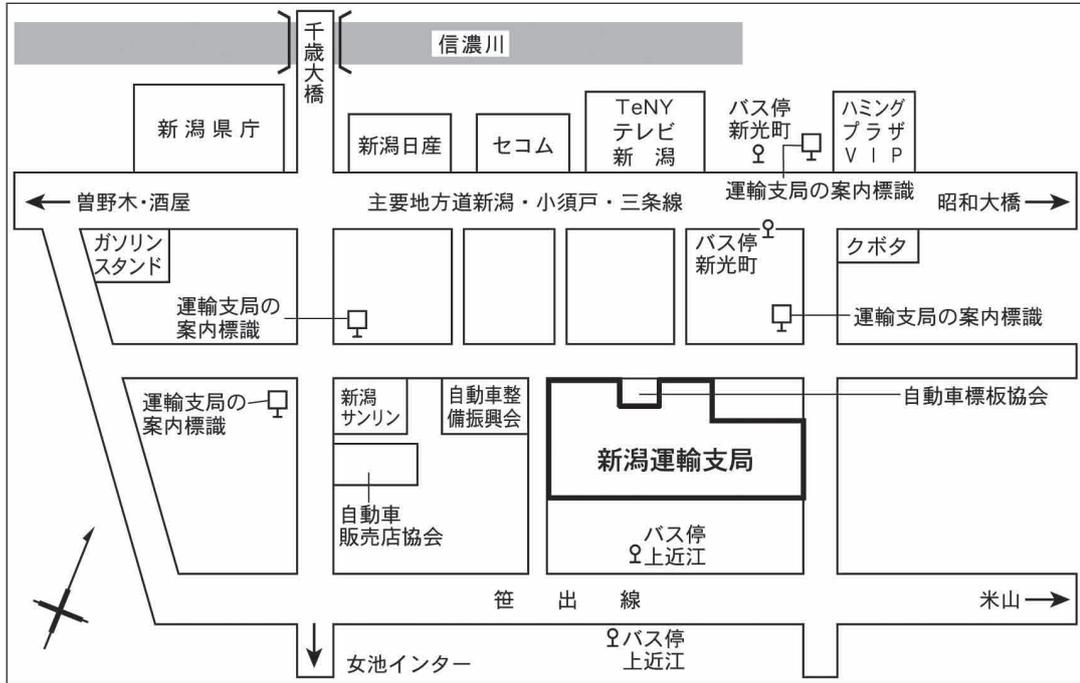 千歳大橋
信濃川
新潟県庁
新潟日産
セコム
TeNY
テレビ
新潟
バス停
新光町
ハミング
プラザ
VIP
運輸支局の案内標識
曽野木・酒屋
主要地方道新潟・小須戸・三条線
昭和大橋
ガソリン
スタンド
バス停
新光町
クボタ
運輸支局の
案内標識
運輸支局の案内標識
運輸支局の
案内標識
新潟
サンリン
自動車整
備振興会
自動車標板協会
新潟運輸支局
自動車
販売店協会
バス停
上近江
笹出線
米山
バス停
上近江
女池インター